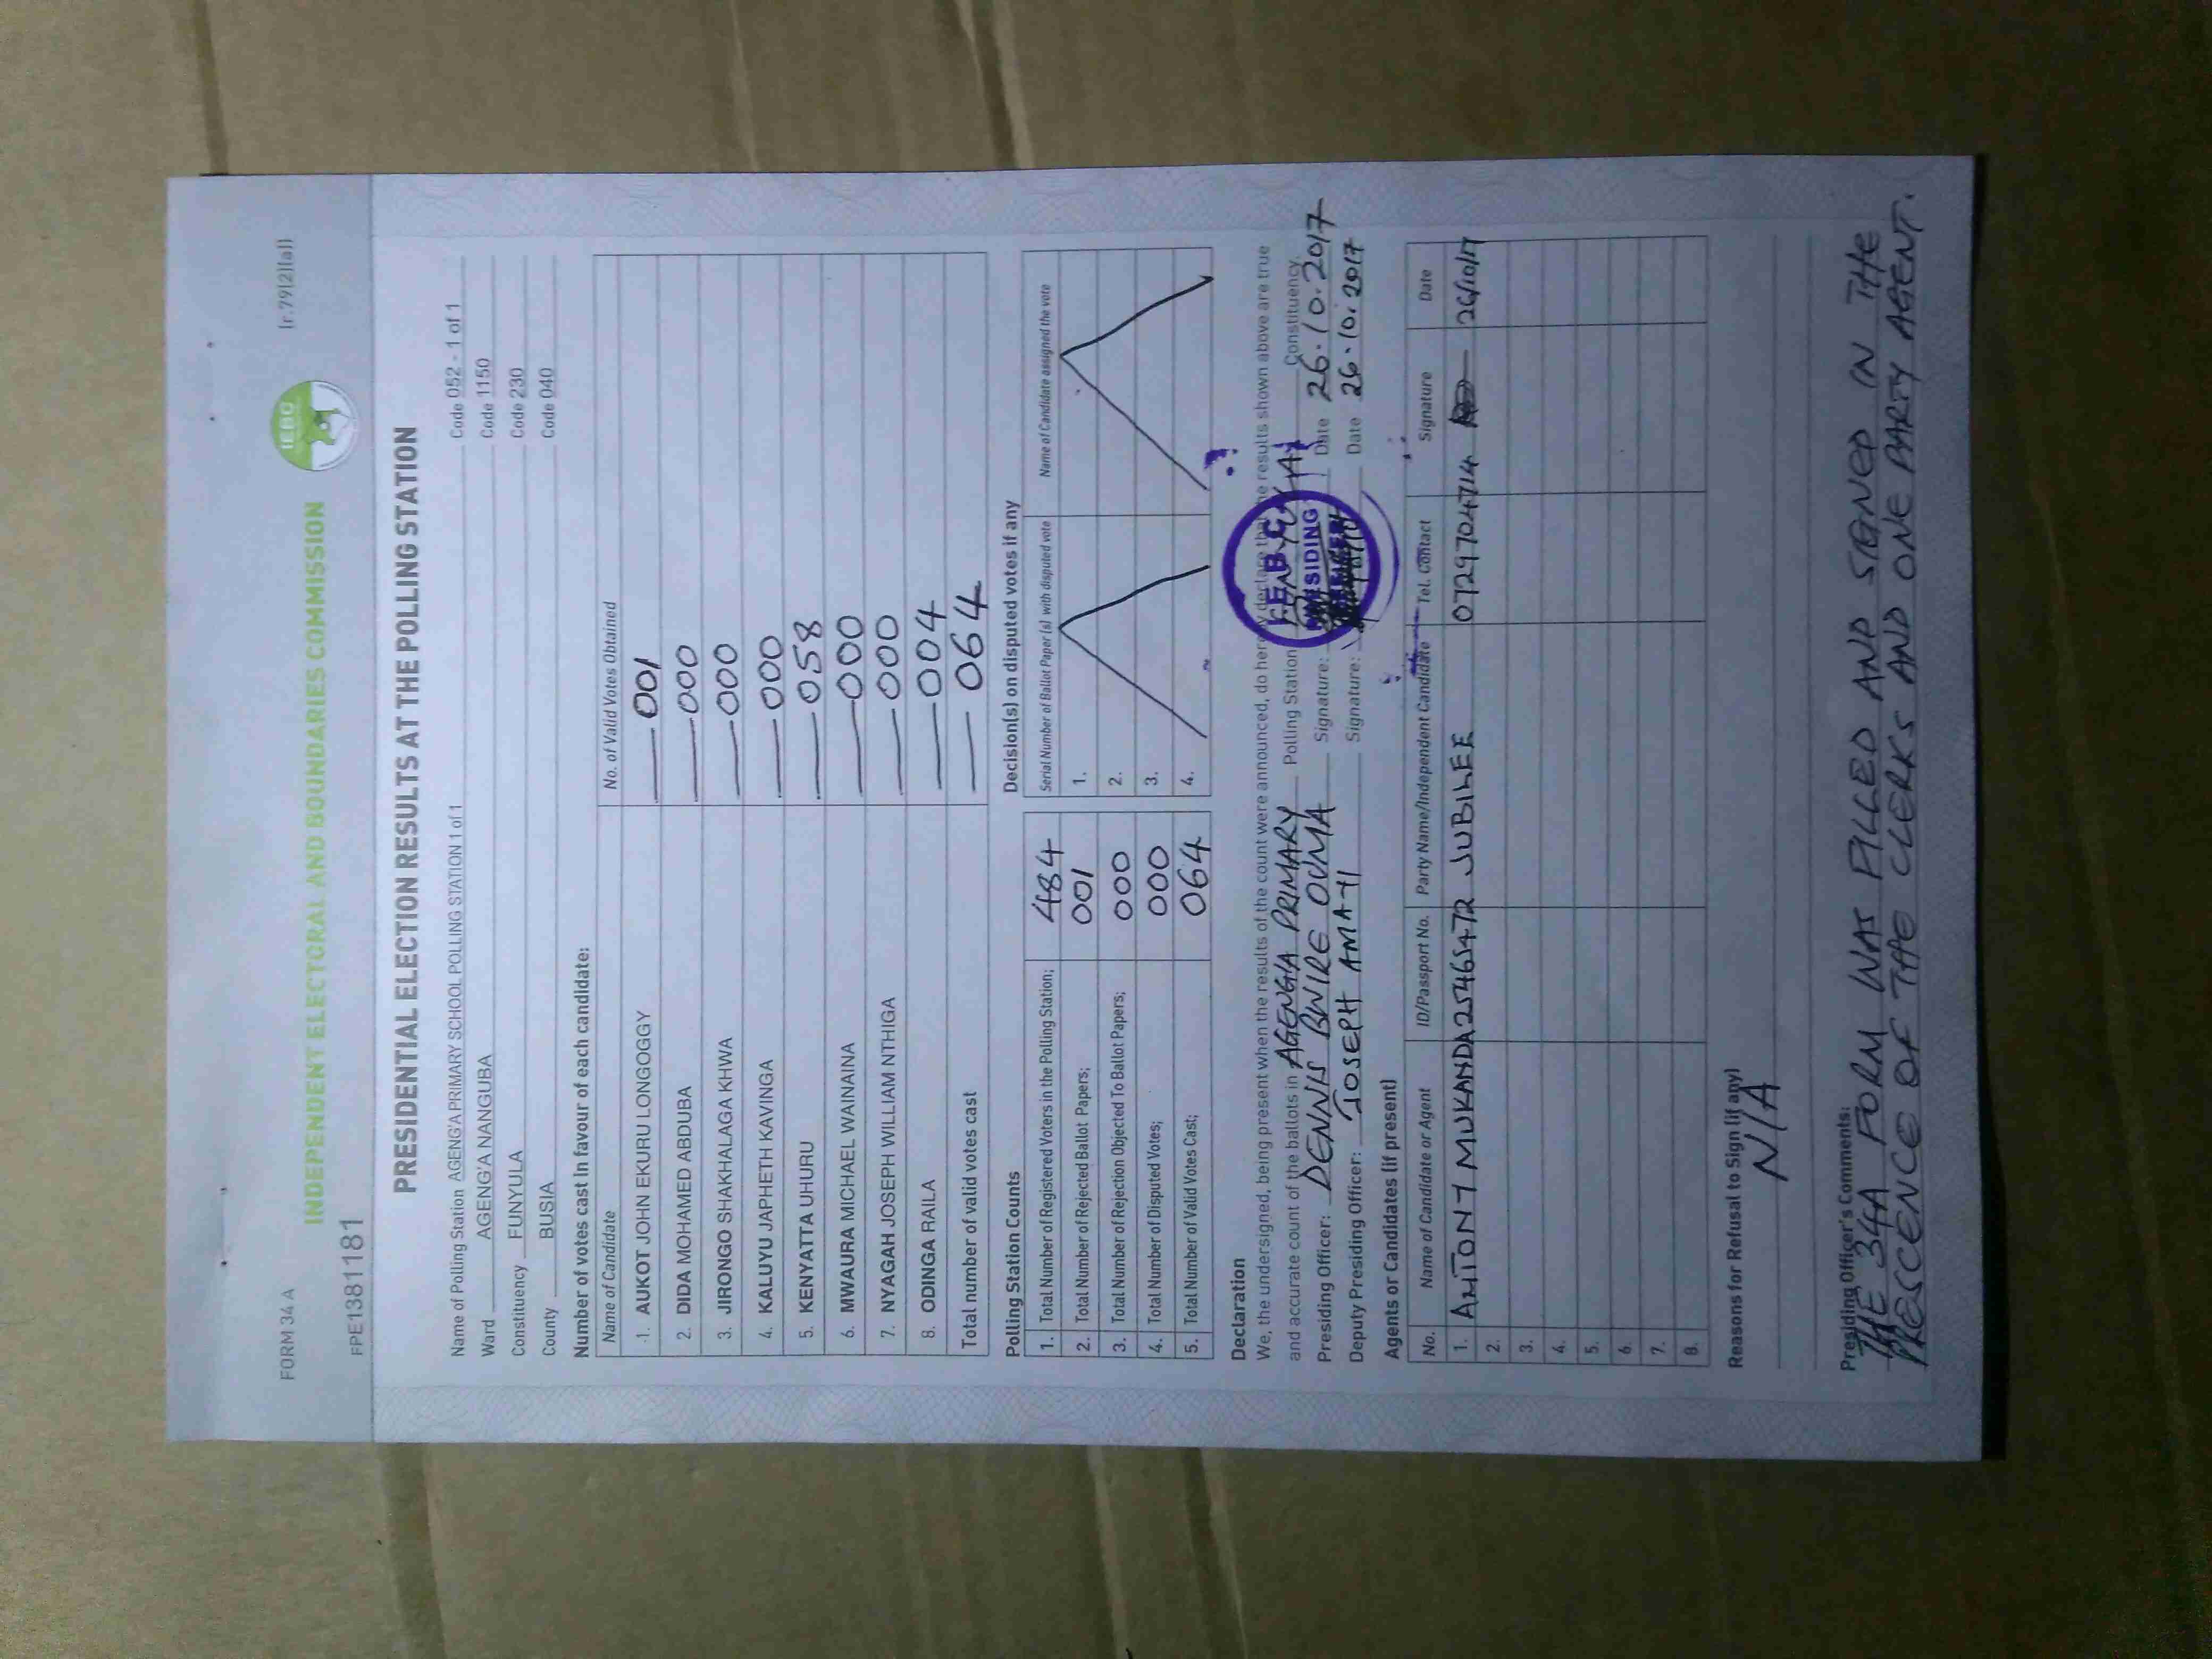 FORM 34 A
[r.79(2)(a)]
IEBC
INDEPENDENT ELECTORAL AND BOUNDARIES COMMISSION
FPE1381181
PRESIDENTIAL ELECTION RESULTS AT THE POLLING STATION
Name of Polling Station AGENG'A PRIMARY SCHOOL POLLING STATION 1 of 1 Code 052 - 1 of 1
Ward AGENG'A NANGUBA Code 1150
Constituency FUNYULA Code 230
County BUSIA Code 040
Number of votes cast in favour of each candidate:
Name of Candidate No. of Valid Votes Obtained
1. AUKOT JOHN EKURU LONGOGGY 001
2. DIDA MOHAMED ABDUBA 000
3. JIRONGO SHAKHALAGA KHWA 000
4. KALUYU JAPHETH KAVINGA 000
5. KENYATTA UHURU 058
6. MWAURA MICHAEL WAINAINA 000
7. NYAGAH JOSEPH WILLIAM NTHIGA 000
8. ODINGA RAILA 004
Total number of valid votes cast 064
Polling Station Counts
1. Total Number of Registered Voters in the Polling Station; 484
2. Total Number of Rejected Ballot Papers; 001
3. Total Number of Rejection Objected To Ballot Papers; 000
4. Total Number of Disputed Votes; 000
5. Total Number of Valid Votes Cast; 064
Decision(s) on disputed votes if any
Serial Number of Ballot Paper (s) with disputed vote Name of Candidate assigned the vote
1.
2.
3.
4.
Declaration
We, the undersigned, being present when the results of the count were announced, do hereby declare that the results shown above are true
and accurate count of the ballots in AGENGA PRIMARY Polling Station Constituency.
Presiding Officer: DENNIS BWIRE OUMA Signature: Date 26.10.2017
Deputy Presiding Officer: JOSEPH AMATI Signature: Date 26.10.2017
I.E.B.C
PRESIDING
OFFICER
Agents or Candidates (if present)
No. Name of Candidate or Agent ID/Passport No. Party Name/Independent Candidate Tel. Contact Signature Date
1. ANTONY MUKANDA 25465472 JUBILEE 0729704714 26/10/17
2.
3.
4.
5.
6.
7.
8.
Reasons for Refusal to Sign (if any)
N/A
Presiding Officer's Comments:
THE 34A FORM WAS FILLED AND SIGNED IN THE
PRESCENCE OF THE CLERKS AND ONE PARTY AGENT.